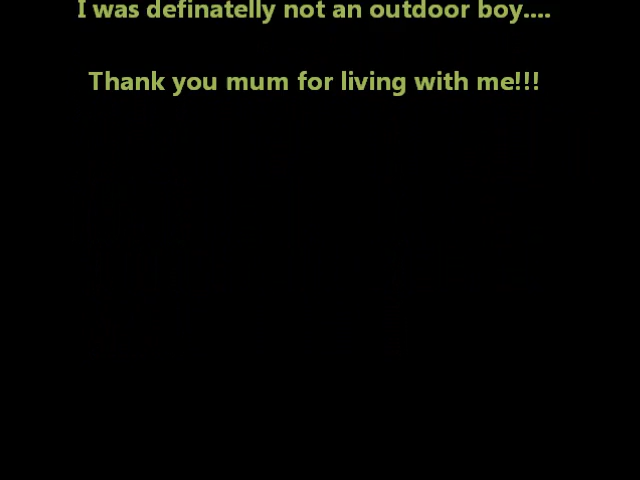 I was definatelly not an outdoor boy....
Thank you mum for living with me!!!